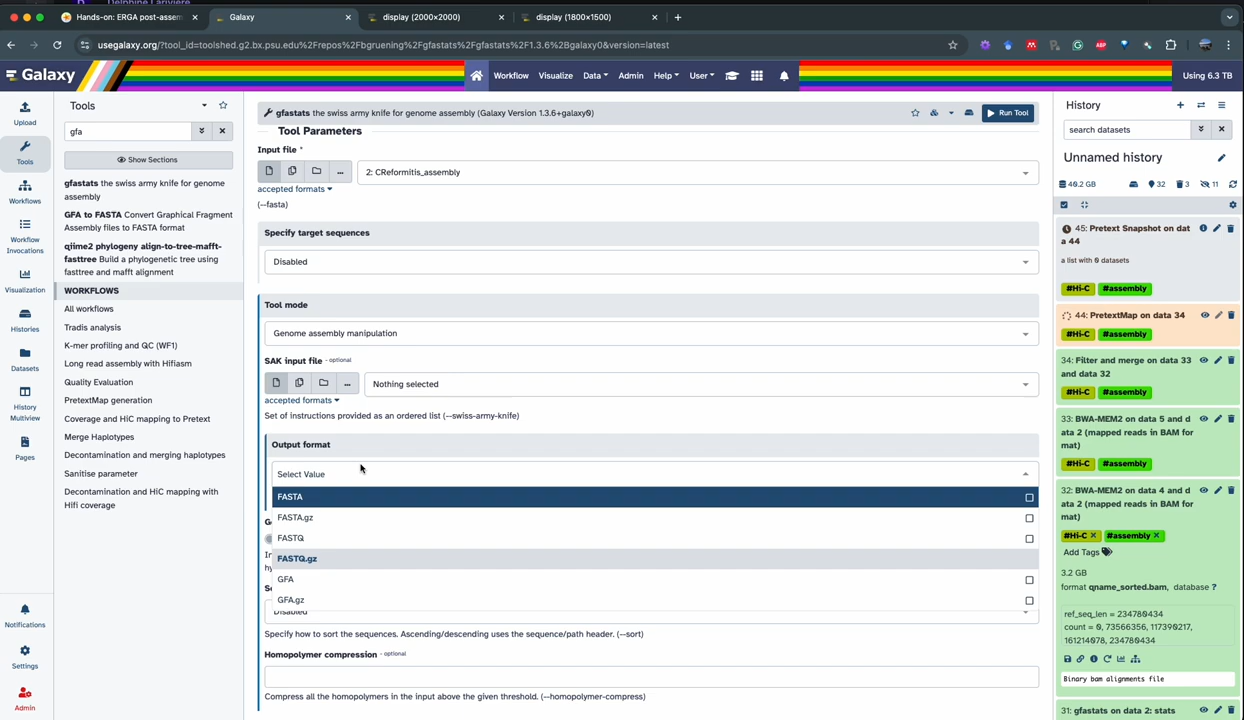 Hands-on: ERGA post-assem
Galaxy
display (2000×2000)
display (1800×1500)
usegalaxy.org/?tool_id=toolshed.g2.bx.psu.edu%2Frepos%2Fbgruening%2Fgfastats%2Fgfastats%2F1.3.6%2Bgalaxy0&version=latest
Galaxy
Workflow
Visualize
Data
Admin
Help
User
Using 6.3 TB
Upload
Tools
Workflows
Workflow
Invocations
Visualization
Histories
Datasets
History
Multiview
Pages
Notifications
Settings
Admin
Tools
gfa
Show Sections
gfastats the swiss army knife for genome
assembly
GFA to FASTA Convert Graphical Fragment
Assembly files to FASTA format
qiime2 phylogeny align-to-tree-mafft-
fasttree Build a phylogenetic tree using
fasttree and mafft alignment
WORKFLOWS
All workflows
Tradis analysis
K-mer profiling and QC (WF1)
Long read assembly with Hifiasm
Quality Evaluation
PretextMap generation
Coverage and HiC mapping to Pretext
Merge Haplotypes
Decontamination and merging haplotypes
Sanitise parameter
Decontamination and HiC mapping with
Hifi coverage
gfastats the swiss army knife for genome assembly (Galaxy Version 1.3.6+galaxy0)
Run Tool
Tool Parameters
Input file *
2: CReformitis_assembly
accepted formats
(--fasta)
Specify target sequences
Disabled
Tool mode
Genome assembly manipulation
SAK input file - optional
Nothing selected
accepted formats
Set of instructions provided as an ordered list (--swiss-army-knife)
Output format
Select Value
FASTA
FASTA.gz
FASTQ
FASTQ.gz
GFA
GFA.gz
Disabled
Specify how to sort the sequences. Ascending/descending uses the sequence/path header. (--sort)
Homopolymer compression - optional
Compress all the homopolymers in the input above the given threshold. (--homopolymer-compress)
History
search datasets
Unnamed history
40.2 GB
32
3
11
45: Pretext Snapshot on dat
a 44
a list with 0 datasets
#Hi-C
#assembly
44: PretextMap on data 34
#Hi-C
#assembly
34: Filter and merge on data 33
and data 32
#Hi-C
#assembly
33: BWA-MEM2 on data 5 and d
ata 2 (mapped reads in BAM for
mat)
#Hi-C
#assembly
32: BWA-MEM2 on data 4 and d
ata 2 (mapped reads in BAM for
mat)
#Hi-C
#assembly
Add Tags
3.2 GB
format qname_sorted.bam, database ?
ref_seq_len = 234780434
count = 0, 73566356, 117390217,
161214078, 234780434
Binary bam alignments file
31: gfastats on data 2: stats